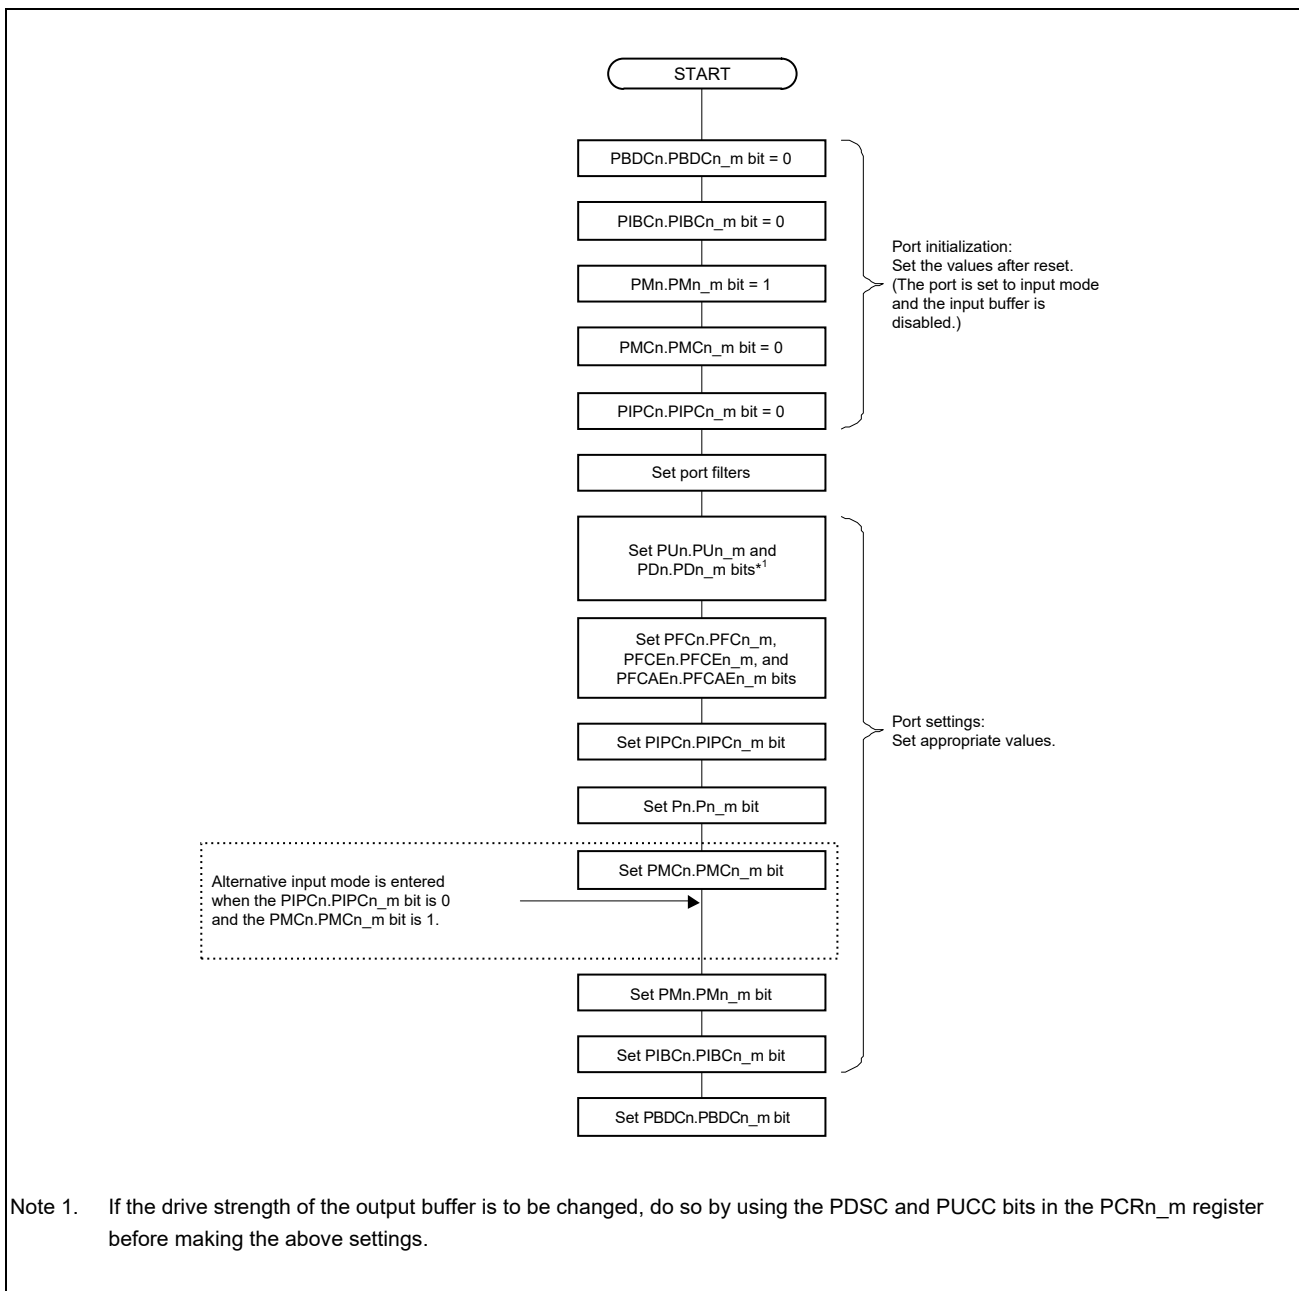 START
PBDCn.PBDCn_m bit = 0
PIBCn.PIBCn_m bit = 0
PMn.PMn_m bit = 1
PMCn.PMCn_m bit = 0
PIPCn.PIPCn_m bit = 0
Port initialization:
Set the values after reset.
(The port is set to input mode
and the input buffer is
disabled.)
Set port filters
Set PUn.PUn_m and
PDn.PDn_m bits*1
Set PFCn.PFCn_m,
PFCEn.PFCEn_m, and
PFCAEn.PFCAEn_m bits
Set PIPCn.PIPCn_m bit
Port settings:
Set appropriate values.
Set Pn.Pn_m bit
Set PMCn.PMCn_m bit
Alternative input mode is entered
when the PIPCn.PIPCn_m bit is 0
and the PMCn.PMCn_m bit is 1.
Set PMn.PMn_m bit
Set PIBCn.PIBCn_m bit
Set PBDCn.PBDCn_m bit
Note 1. If the drive strength of the output buffer is to be changed, do so by using the PDSC and PUCC bits in the PCRn_m register
before making the above settings.